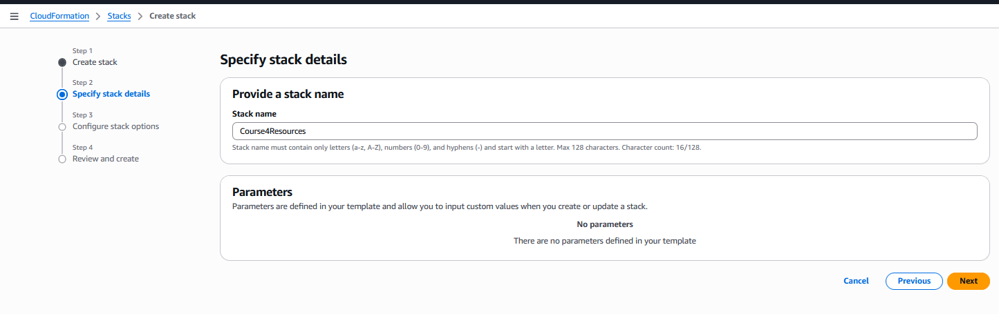 CloudFormation > Stacks > Create stack
Step 1
Create stack
Step 2
Specify stack details
Step 3
Configure stack options
Step 4
Review and create
Specify stack details
Provide a stack name
Stack name
Course4Resources
Stack name must contain only letters (a-z, A-Z), numbers (0-9), and hyphens (-) and start with a letter. Max 128 characters. Character count: 16/128.
Parameters
Parameters are defined in your template and allow you to input custom values when you create or update a stack.
No parameters
There are no parameters defined in your template
Cancel Previous Next